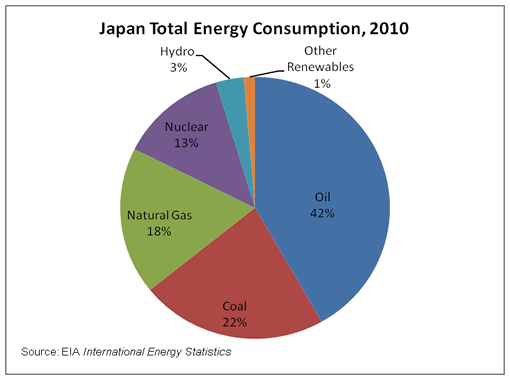 Japan Total Energy Consumption, 2010
Hydro
3%
Other
Renewables
1%
Nuclear
13%
Oil
42%
Natural Gas
18%
Coal
22%
Source: EIA International Energy Statistics